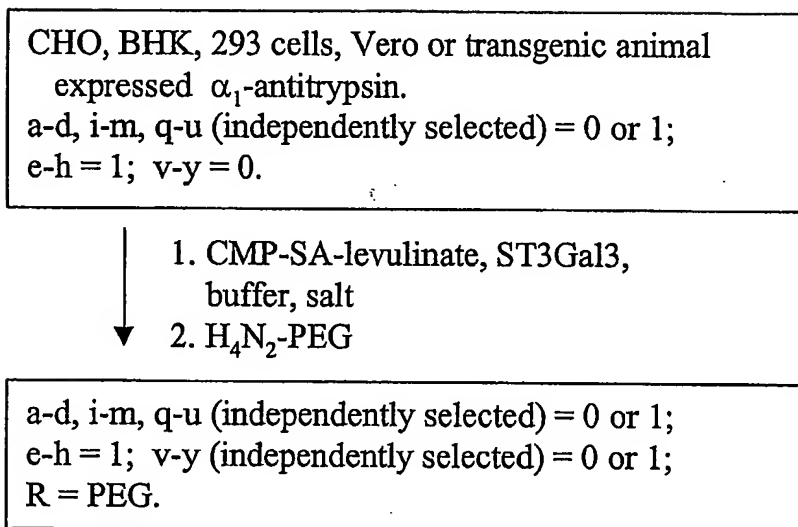 CHO, BHK, 293 cells, Vero or transgenic animal
expressed α₁-antitrypsin.
a-d, i-m, q-u (independently selected) = 0 or 1;
e-h = 1; v-y = 0.
1. CMP-SA-levulinate, ST3Gal3,
buffer, salt
2. H₄N₂-PEG
a-d, i-m, q-u (independently selected) = 0 or 1;
e-h = 1; v-y (independently selected) = 0 or 1;
R = PEG.